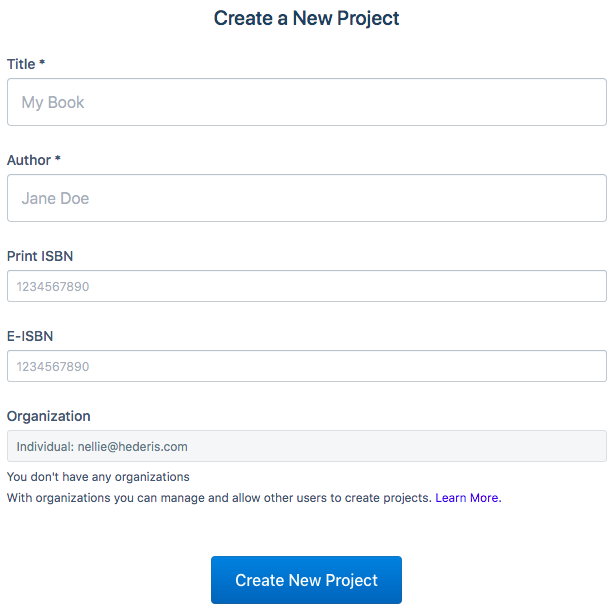 Create a New Project
Title *
My Book
Author *
Jane Doe
Print ISBN
1234567890
E-ISBN
1234567890
Organization
Individual: nellie@hederis.com
You don't have any organizations
With organizations you can manage and allow other users to create projects. Learn More.
Create New Project